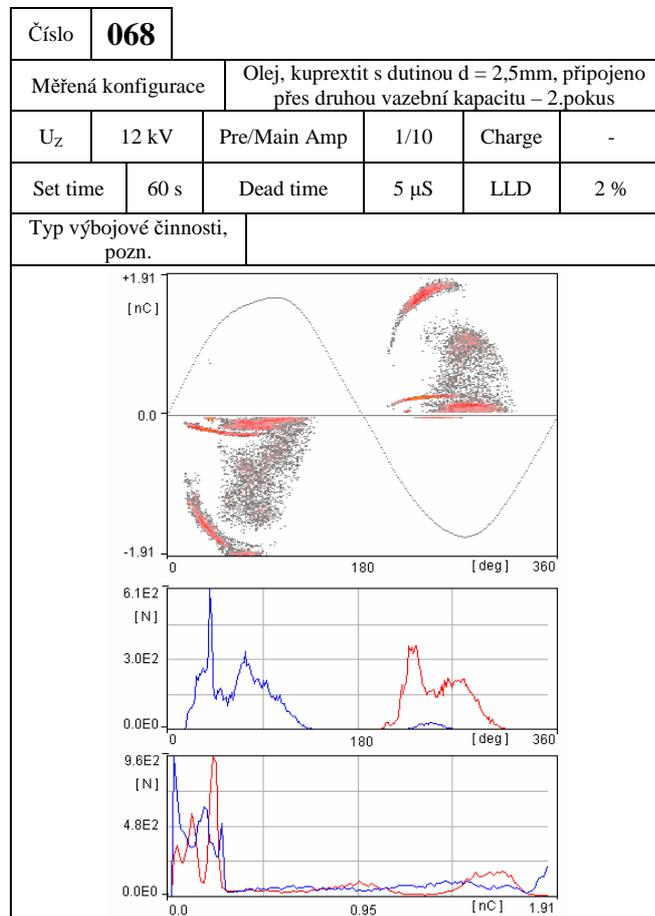 Číslo 068
Měřená konfigurace
Olej, kuprextit s dutinou d = 2,5mm, připojeno
přes druhou vazební kapacitu – 2.pokus
UZ 12 kV Pre/Main Amp 1/10 Charge -
Set time 60 s Dead time 5 μS LLD 2 %
Typ výbojové činnosti,
pozn.
+1.91
[nC]
0.0
-1.91
0 180 [deg] 360
6.1E2
[N]
3.0E2
0.0E0
0 180 [deg] 360
9.6E2
[N]
4.8E2
0.0E0
0.0 0.95 [nC] 1.91